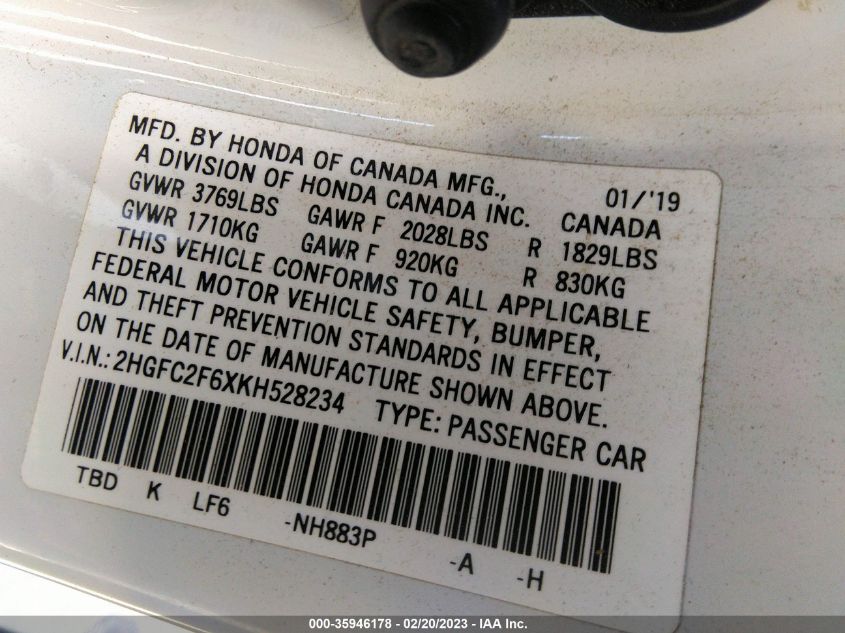 MFD. BY HONDA OF CANADA MFG., 01/'19
A DIVISION OF HONDA CANADA INC. CANADA
GVWR 3769LBS GAWR F 2028LBS R 1829LBS
GVWR 1710KG GAWR F 920KG R 830KG
THIS VEHICLE CONFORMS TO ALL APPLICABLE
FEDERAL MOTOR VEHICLE SAFETY, BUMPER,
AND THEFT PREVENTION STANDARDS IN EFFECT
ON THE DATE OF MANUFACTURE SHOWN ABOVE.
V.I.N.: 2HGFC2F6XKH528234 TYPE: PASSENGER CAR
TBD K LF6 -NH883P -A -H
000-35946178 - 02/20/2023 - IAA Inc.